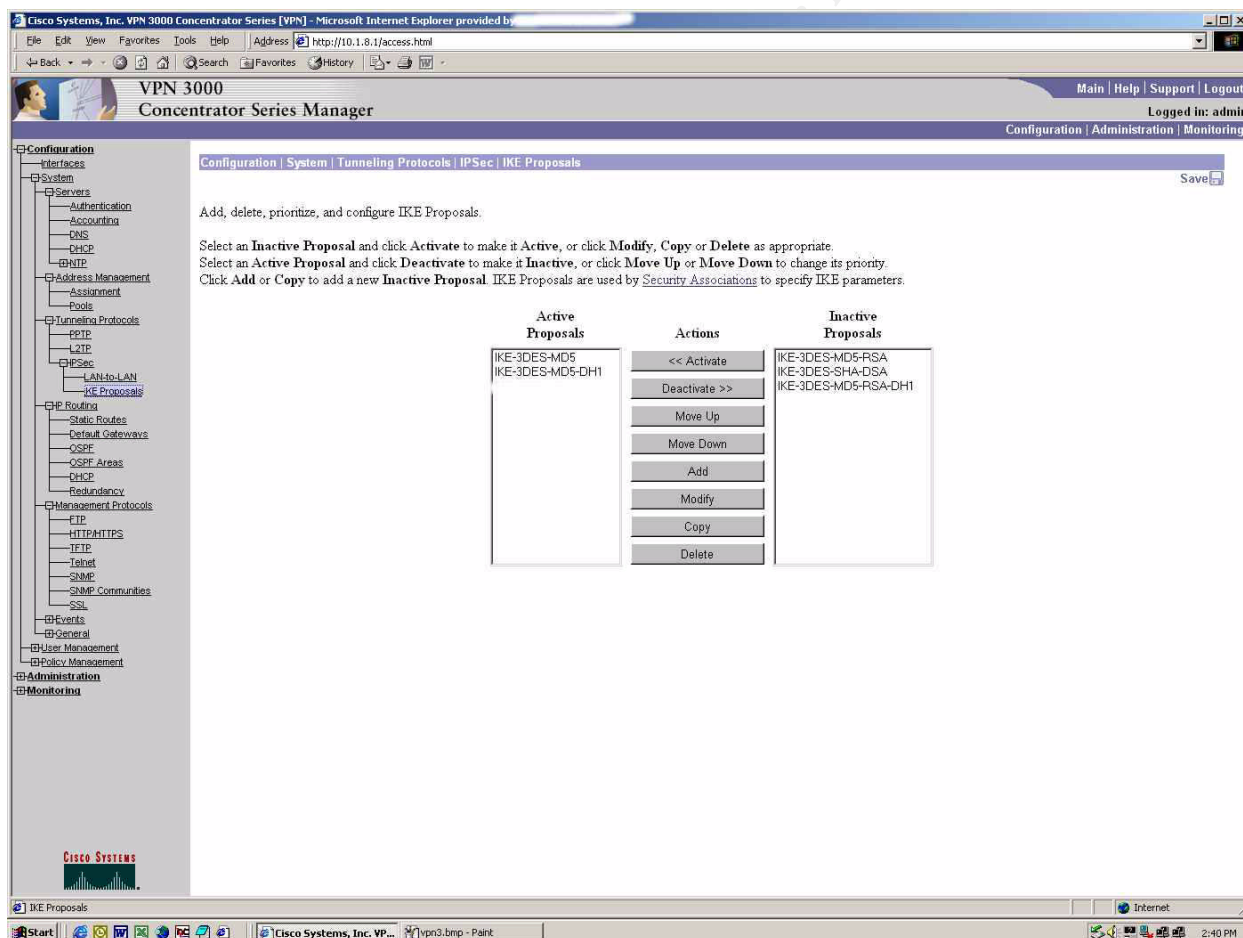 Cisco Systems, Inc. VPN 3000 Concentrator Series [VPN] - Microsoft Internet Explorer provided by
File Edit View Favorites Tools Help Address http://10.1.8.1/access.html
Back Search Favorites History
VPN 3000
Concentrator Series Manager
Main | Help | Support | Logout
Logged in: admin
Configuration | Administration | Monitoring
Configuration
Interfaces
System
Servers
Authentication
Accounting
DNS
DHCP
NTP
Address Management
Assignment
Pools
Tunneling Protocols
PPTP
L2TP
IPSec
LAN-to-LAN
IKE Proposals
IP Routing
Static Routes
Default Gateways
OSPF
OSPF Areas
DHCP
Redundancy
Management Protocols
FTP
HTTP/HTTPS
TFTP
Telnet
SNMP
SNMP Communities
SSL
Events
General
User Management
Policy Management
Administration
Monitoring
CISCO SYSTEMS
Configuration | System | Tunneling Protocols | IPSec | IKE Proposals
Save
Add, delete, prioritize, and configure IKE Proposals.
Select an Inactive Proposal and click Activate to make it Active, or click Modify, Copy or Delete as appropriate.
Select an Active Proposal and click Deactivate to make it Inactive, or click Move Up or Move Down to change its priority.
Click Add or Copy to add a new Inactive Proposal. IKE Proposals are used by Security Associations to specify IKE parameters.
Active
Proposals
IKE-3DES-MD5
IKE-3DES-MD5-DH1
Actions
<< Activate
Deactivate >>
Move Up
Move Down
Add
Modify
Copy
Delete
Inactive
Proposals
IKE-3DES-MD5-RSA
IKE-3DES-SHA-DSA
IKE-3DES-MD5-RSA-DH1
IKE Proposals
Internet
Start
Cisco Systems, Inc. VP...
vpn3.bmp - Paint
2:40 PM